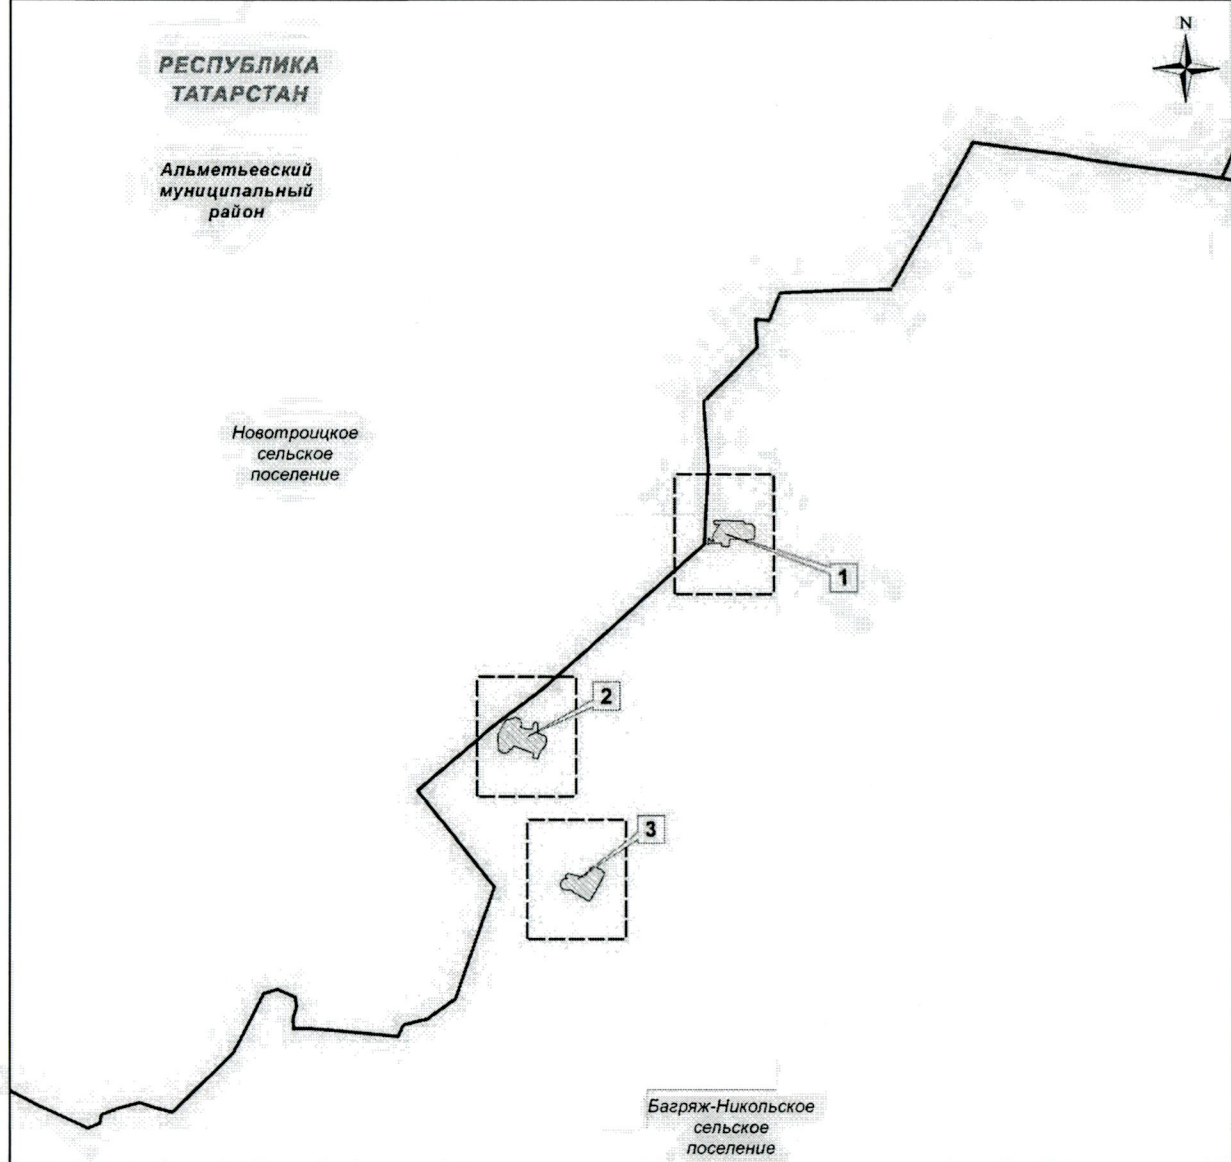 N
РЕСПУБЛИКА
ТАТАРСТАН
Альметьевский
муниципальный
район
Новотроицкое
сельское
поселение
1
2
3
Багряж-Никольское
сельское
поселение